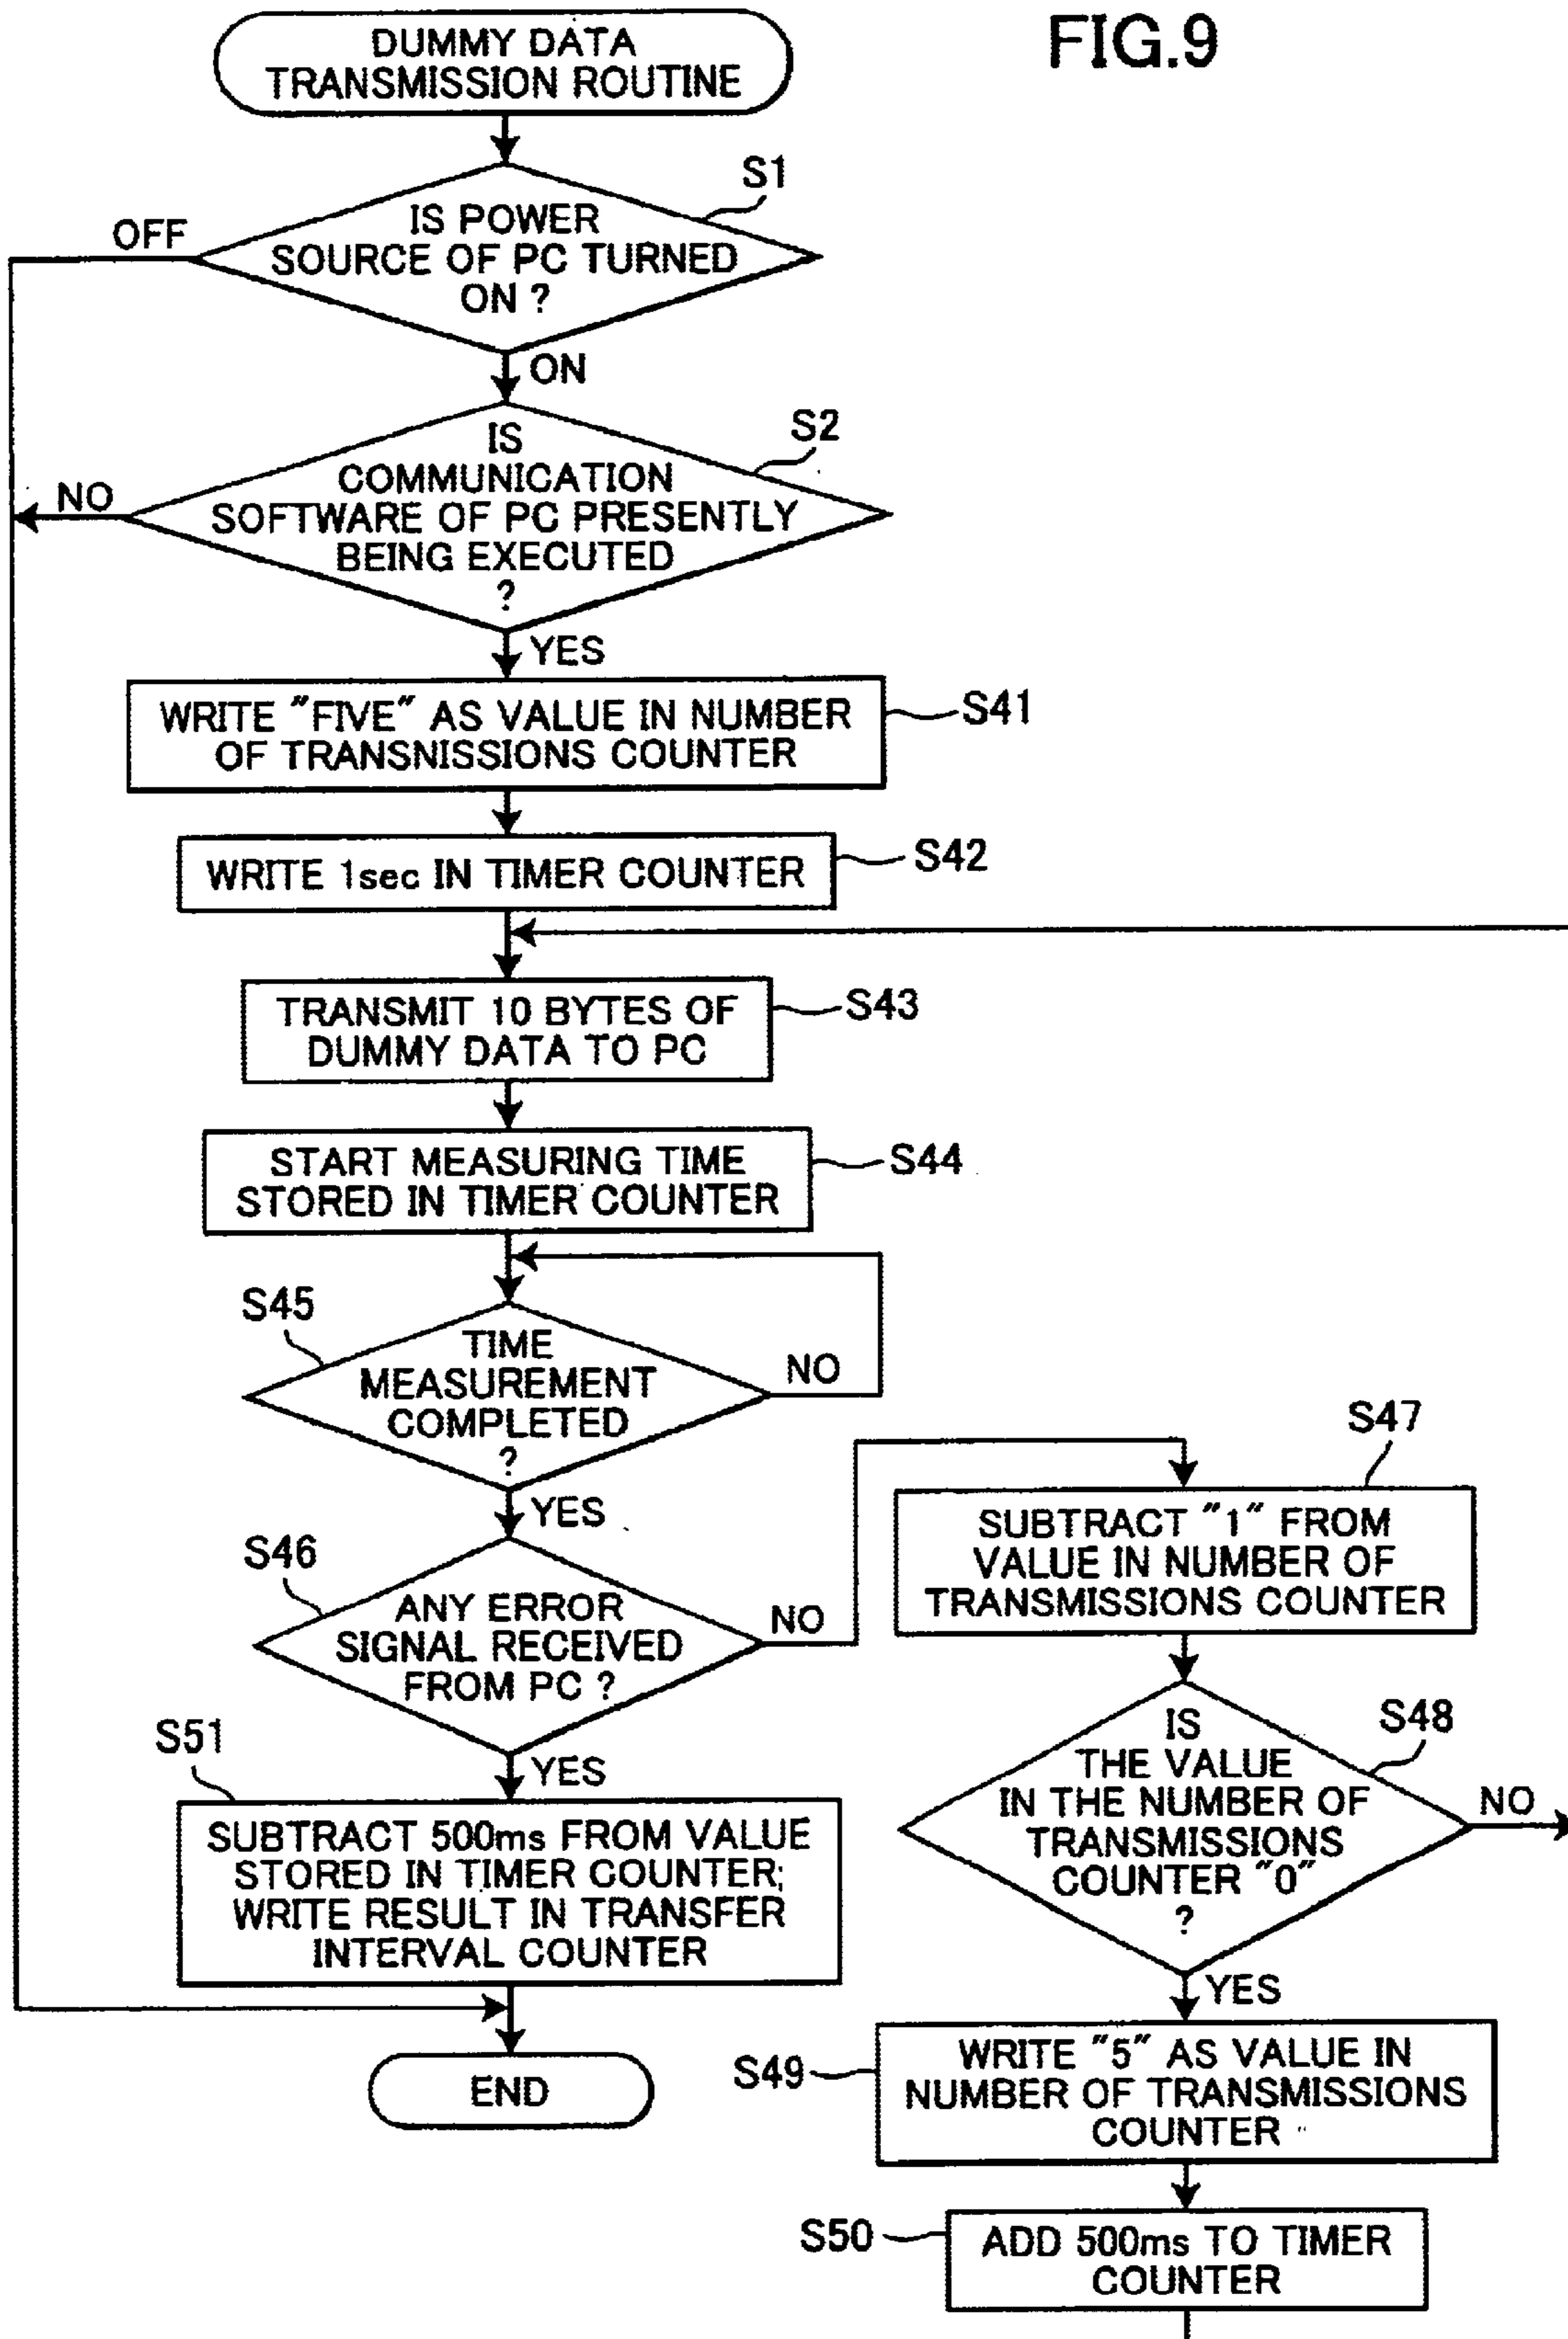 FIG.9
DUMMY DATA
TRANSMISSION ROUTINE
S1
IS POWER
SOURCE OF PC TURNED
ON ?
OFF
ON
S2
IS
COMMUNICATION
SOFTWARE OF PC PRESENTLY
BEING EXECUTED
?
NO
YES
WRITE "FIVE" AS VALUE IN NUMBER
OF TRANSNISSIONS COUNTER
S41
WRITE 1sec IN TIMER COUNTER
S42
TRANSMIT 10 BYTES OF
DUMMY DATA TO PC
S43
START MEASURING TIME
STORED IN TIMER COUNTER
S44
S45
TIME
MEASUREMENT
COMPLETED
?
NO
YES
S46
ANY ERROR
SIGNAL RECEIVED
FROM PC ?
NO
YES
S47
SUBTRACT "1" FROM
VALUE IN NUMBER OF
TRANSMISSIONS COUNTER
S48
IS
THE VALUE
IN THE NUMBER OF
TRANSMISSIONS
COUNTER "0"
?
NO
YES
S51
SUBTRACT 500ms FROM VALUE
STORED IN TIMER COUNTER;
WRITE RESULT IN TRANSFER
INTERVAL COUNTER
END
S49
WRITE "5" AS VALUE IN
NUMBER OF TRANSMISSIONS
COUNTER
S50
ADD 500ms TO TIMER
COUNTER